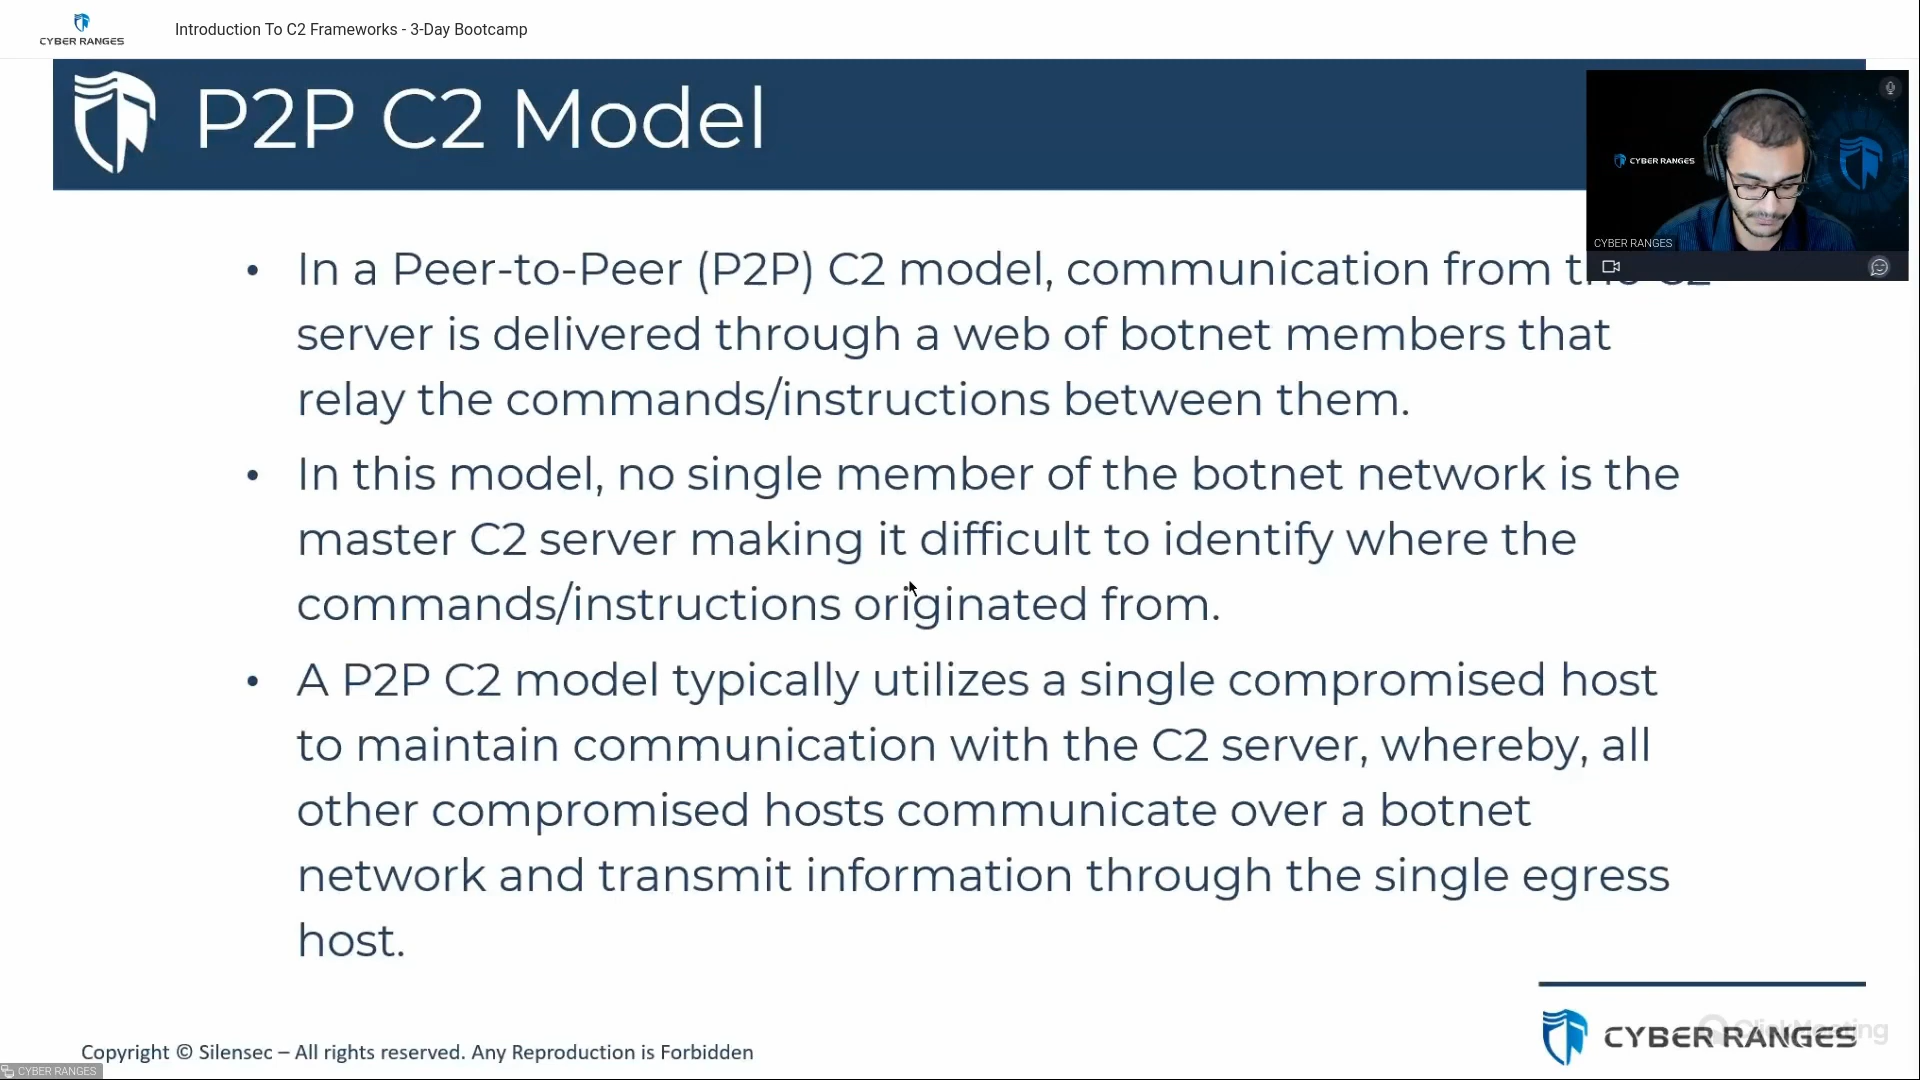 CYBER RANGES
Introduction To C2 Frameworks - 3-Day Bootcamp
P2P C2 Model
CYBER RANGES
CYBER RANGES
• In a Peer-to-Peer (P2P) C2 model, communication from the C2
server is delivered through a web of botnet members that
relay the commands/instructions between them.
• In this model, no single member of the botnet network is the
master C2 server making it difficult to identify where the
commands/instructions originated from.
• A P2P C2 model typically utilizes a single compromised host
to maintain communication with the C2 server, whereby, all
other compromised hosts communicate over a botnet
network and transmit information through the single egress
host.
CYBER RANGES
ClickMeeting
Copyright © Silensec – All rights reserved. Any Reproduction is Forbidden
CYBER RANGES